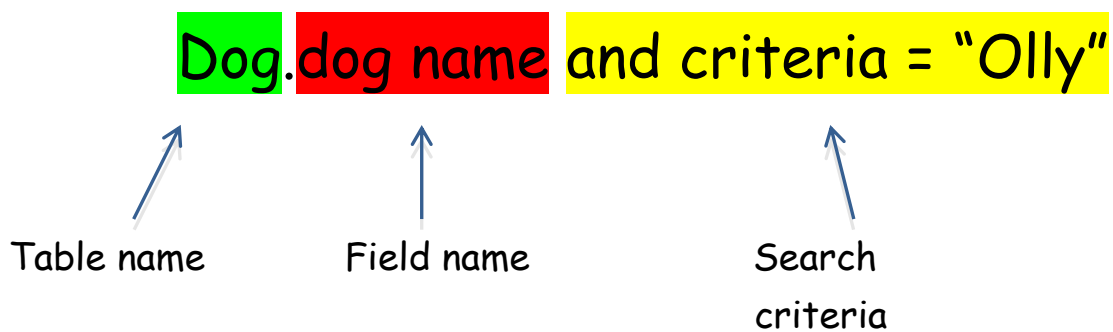 Dog.dog name and criteria = “Olly”
Table name Field name Search
criteria